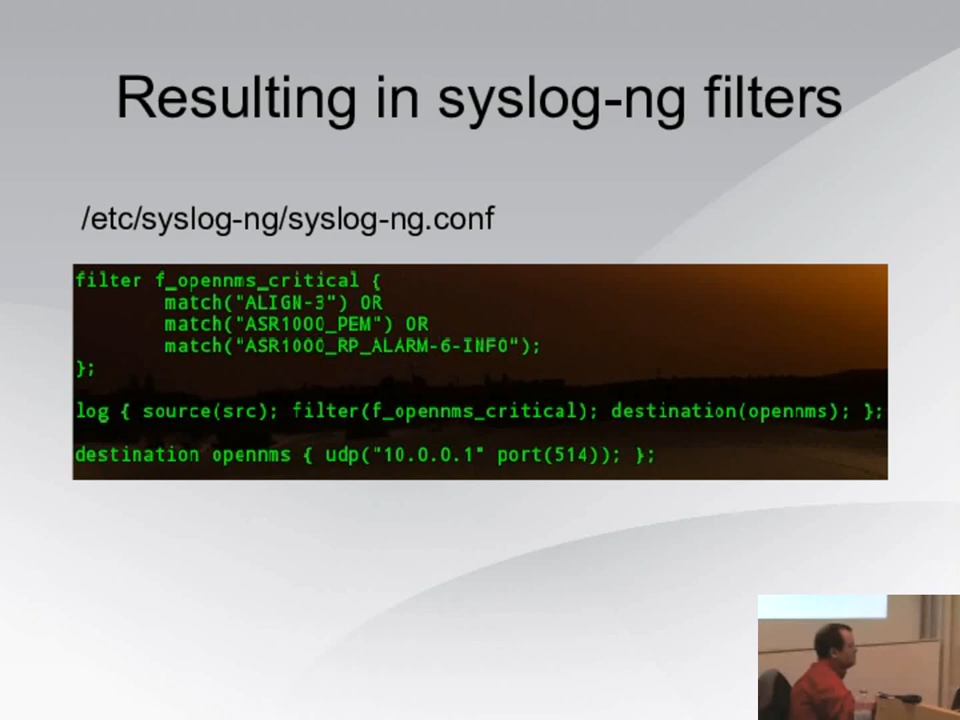 Resulting in syslog-ng filters
/etc/syslog-ng/syslog-ng.conf
filter f_opennms_critical {
match("ALIGN-3") OR
match("ASR1000_PEM") OR
match("ASR1000_RP_ALARM-6-INFO");
};
log { source(src); filter(f_opennms_critical); destination(opennms); };
destination opennms { udp("10.0.0.1" port(514)); };